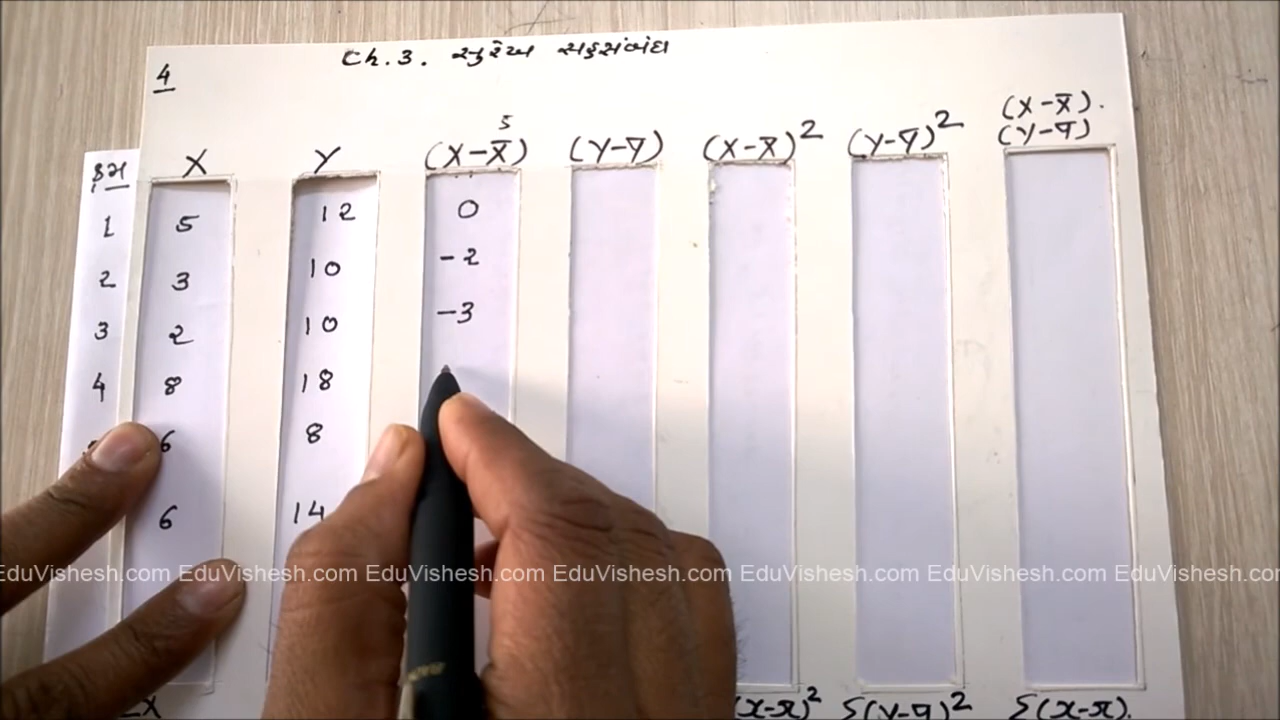 4
Ch. 3. સુરેખ સહસંબંધ
5
ક્રમ X Y (X-X̄) (Y-Ȳ) (X-X̄)² (Y-Ȳ)² (X-X̄).
(Y-Ȳ)
1 5 12 0
2 3 10 -2
3 2 10 -3
4 8 18
6 8
6 14
EduVishesh.com EduVishesh.com EduVishesh.com EduVishesh.com EduVishesh.com EduVishesh.com EduVishesh.com
X (x-x̄)² Σ(y-ȳ)² Σ(x-x̄).